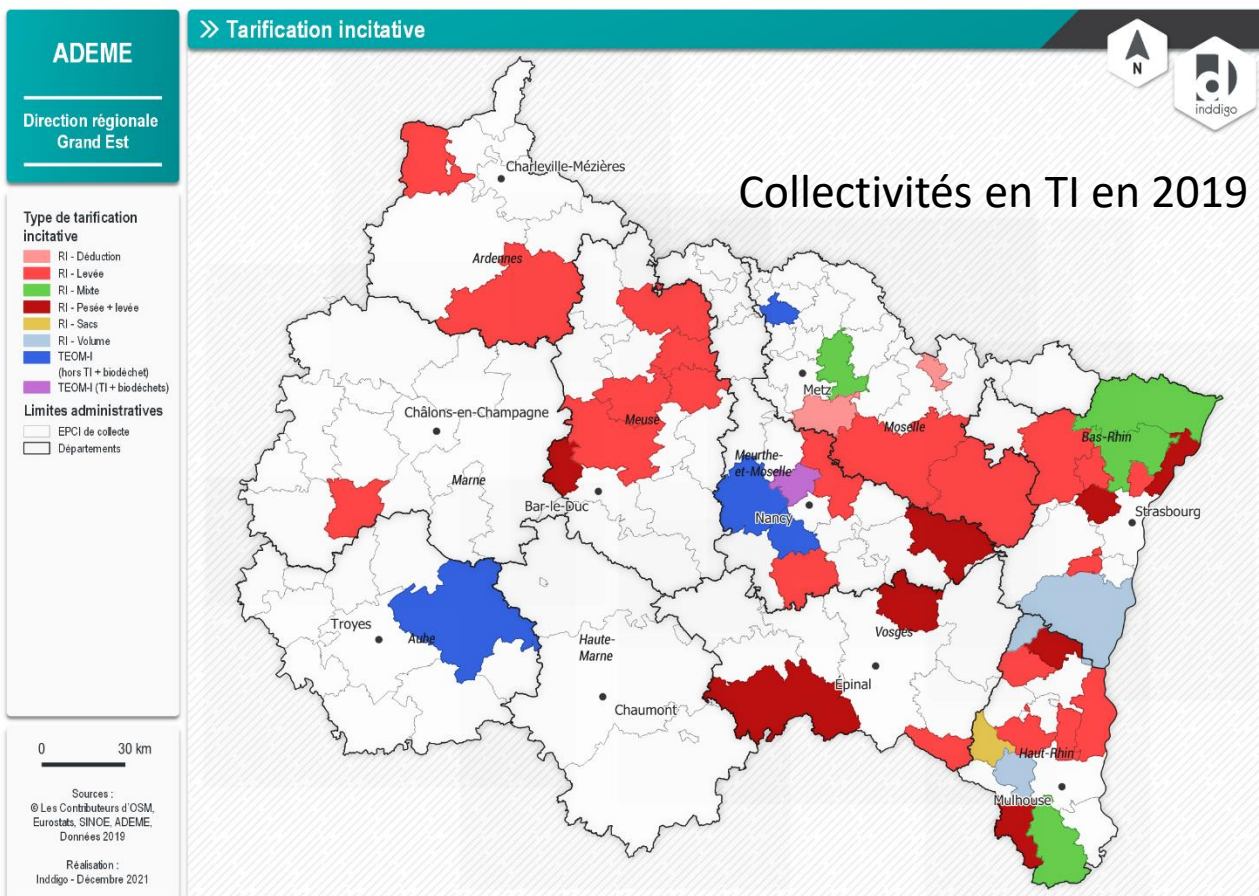 ADEME
Direction régionale
Grand Est
>> Tarification incitative
N
inddigo
Collectivités en TI en 2019
Type de tarification
incitative
RI - Déduction
RI - Levée
RI - Mixte
RI - Pesée + levée
RI - Sacs
RI - Volume
TEOM-I
(hors TI + biodéchet)
TEOM-I (TI + biodéchets)
Limites administratives
EPCI de collecte
Départements
Charleville-Mézières
Ardennes
Metz
Châlons-en-Champagne
Meuse
Moselle
Bas-Rhin
Meurthe-
et-Moselle
Marne
Bar-le-Duc
Nancy
Strasbourg
Troyes
Aube
Haute-
Marne
Vosges
Épinal
Chaumont
Haut-Rhin
Mulhouse
0 30 km
Sources :
© Les Contributeurs d'OSM,
Eurostats, SINOE, ADEME,
Données 2019
Réalisation :
Inddigo - Décembre 2021